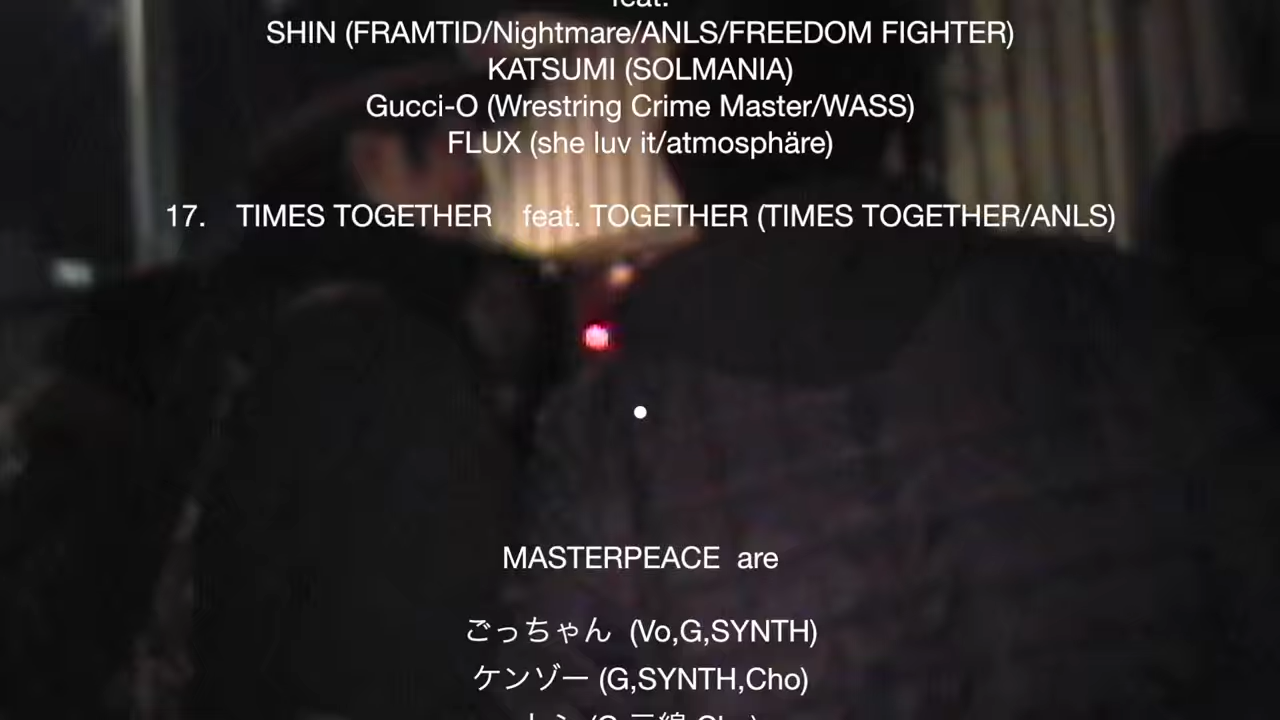 feat.
SHIN (FRAMTID/Nightmare/ANLS/FREEDOM FIGHTER)
KATSUMI (SOLMANIA)
Gucci-O (Wrestring Crime Master/WASS)
FLUX (she luv it/atmosphäre)
17. TIMES TOGETHER feat. TOGETHER (TIMES TOGETHER/ANLS)
MASTERPEACE are
ごっちゃん (Vo,G,SYNTH)
ケンゾー (G,SYNTH,Cho)